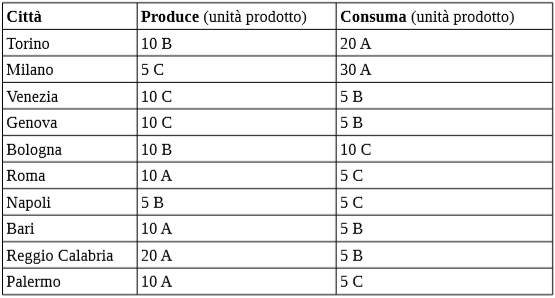 Città Produce (unità prodotto) Consuma (unità prodotto)
Torino 10 B 20 A
Milano 5 C 30 A
Venezia 10 C 5 B
Genova 10 C 5 B
Bologna 10 B 10 C
Roma 10 A 5 C
Napoli 5 B 5 C
Bari 10 A 5 B
Reggio Calabria 20 A 5 B
Palermo 10 A 5 C